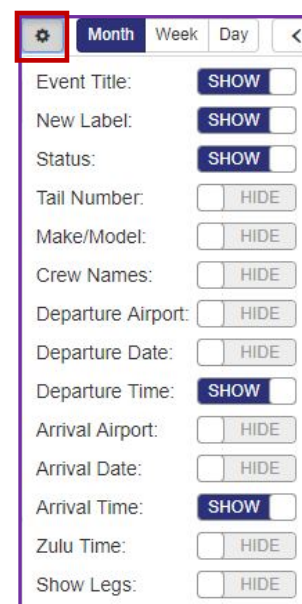 Month Week Day <
Event Title: SHOW
New Label: SHOW
Status: SHOW
Tail Number: HIDE
Make/Model: HIDE
Crew Names: HIDE
Departure Airport: HIDE
Departure Date: HIDE
Departure Time: SHOW
Arrival Airport: HIDE
Arrival Date: HIDE
Arrival Time: SHOW
Zulu Time: HIDE
Show Legs: HIDE